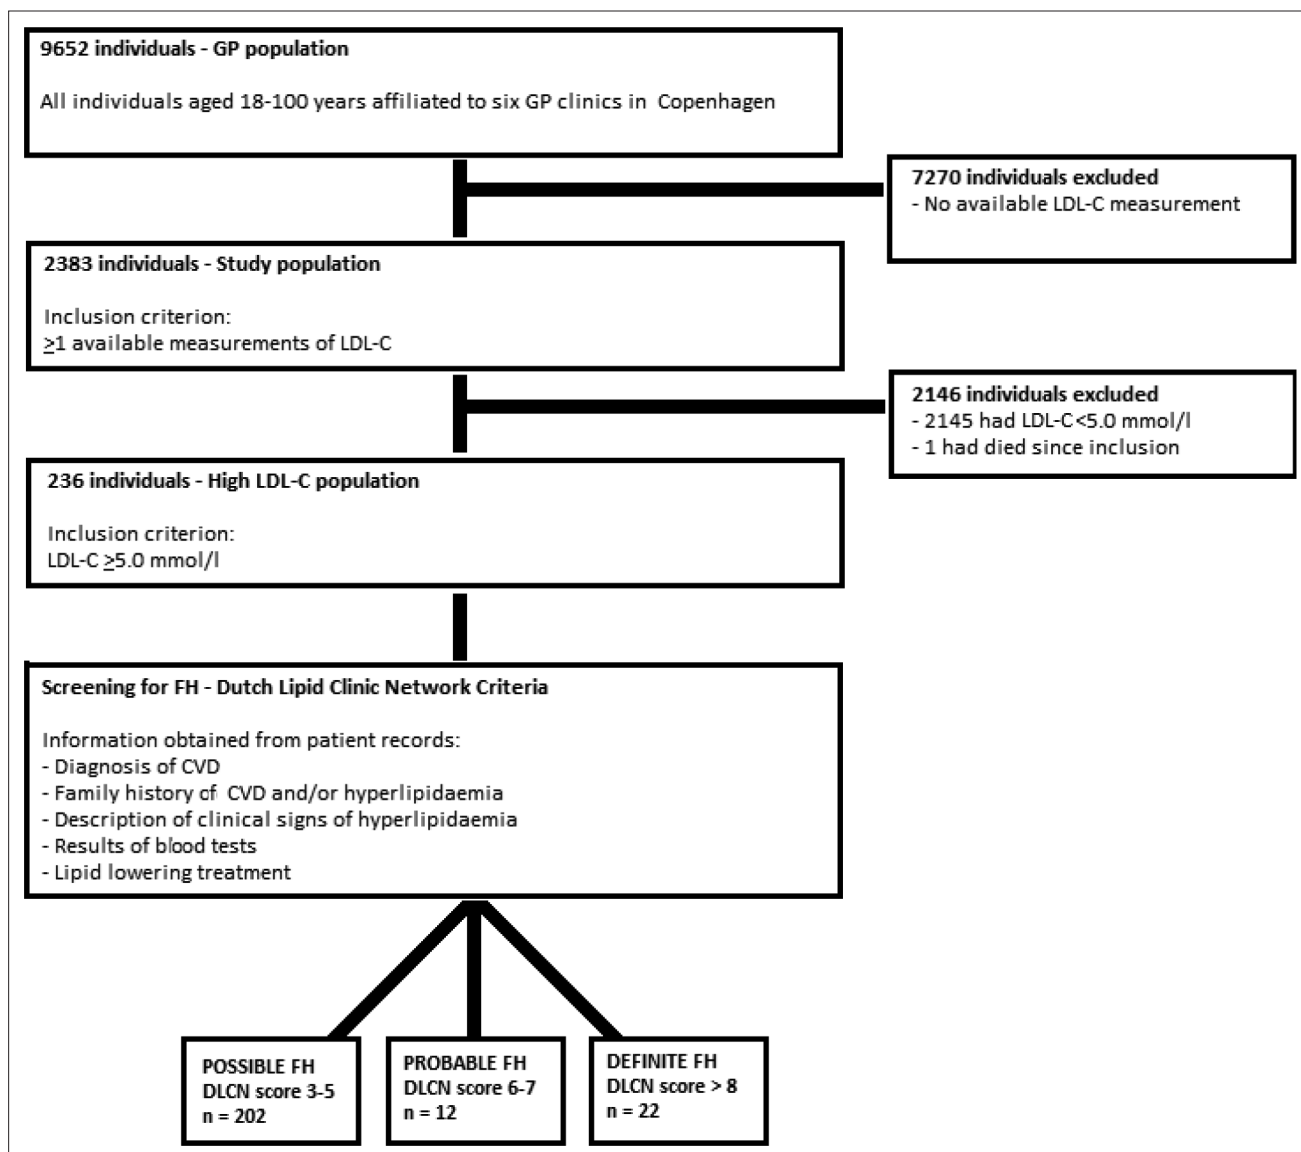 9652 individuals - GP population
All individuals aged 18-100 years affiliated to six GP clinics in Copenhagen
7270 individuals excluded
- No available LDL-C measurement
2383 individuals - Study population
Inclusion criterion:
≥1 available measurements of LDL-C
2146 individuals excluded
- 2145 had LDL-C<5.0 mmol/l
- 1 had died since inclusion
236 individuals - High LDL-C population
Inclusion criterion:
LDL-C ≥5.0 mmol/l
Screening for FH - Dutch Lipid Clinic Network Criteria
Information obtained from patient records:
- Diagnosis of CVD
- Family history of CVD and/or hyperlipidaemia
- Description of clinical signs of hyperlipidaemia
- Results of blood tests
- Lipid lowering treatment
POSSIBLE FH
DLCN score 3-5
n = 202
PROBABLE FH
DLCN score 6-7
n = 12
DEFINITE FH
DLCN score > 8
n = 22